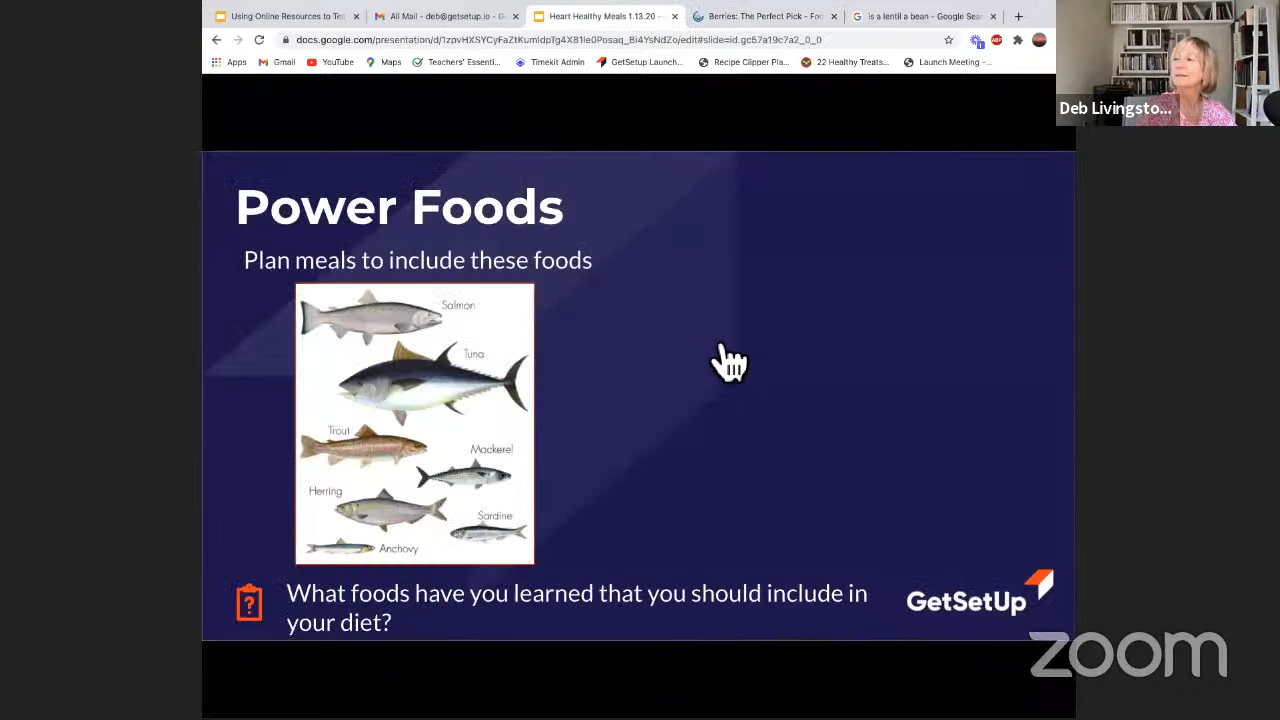 Using Online Resources to Tea
All Mail - deb@getsetup.io - G
Heart Healthy Meals 1.13.20 -
Berries: The Perfect Pick - Foo
is a lentil a bean - Google Sear
docs.google.com/presentation/d/
edit#slide=id.gc57a19c7a2_0_0
Apps
Gmail
YouTube
Maps
Teachers' Essenti...
Timekit Admin
GetSetup Launch...
Recipe Clipper Pla...
22 Healthy Treats...
Launch Meeting -...
Deb Livingsto...
Power Foods
Plan meals to include these foods
Salmon
Tuna
Trout
Mackerel
Herring
Sardine
Anchovy
What foods have you learned that you should include in
your diet?
GetSetUp
zoom